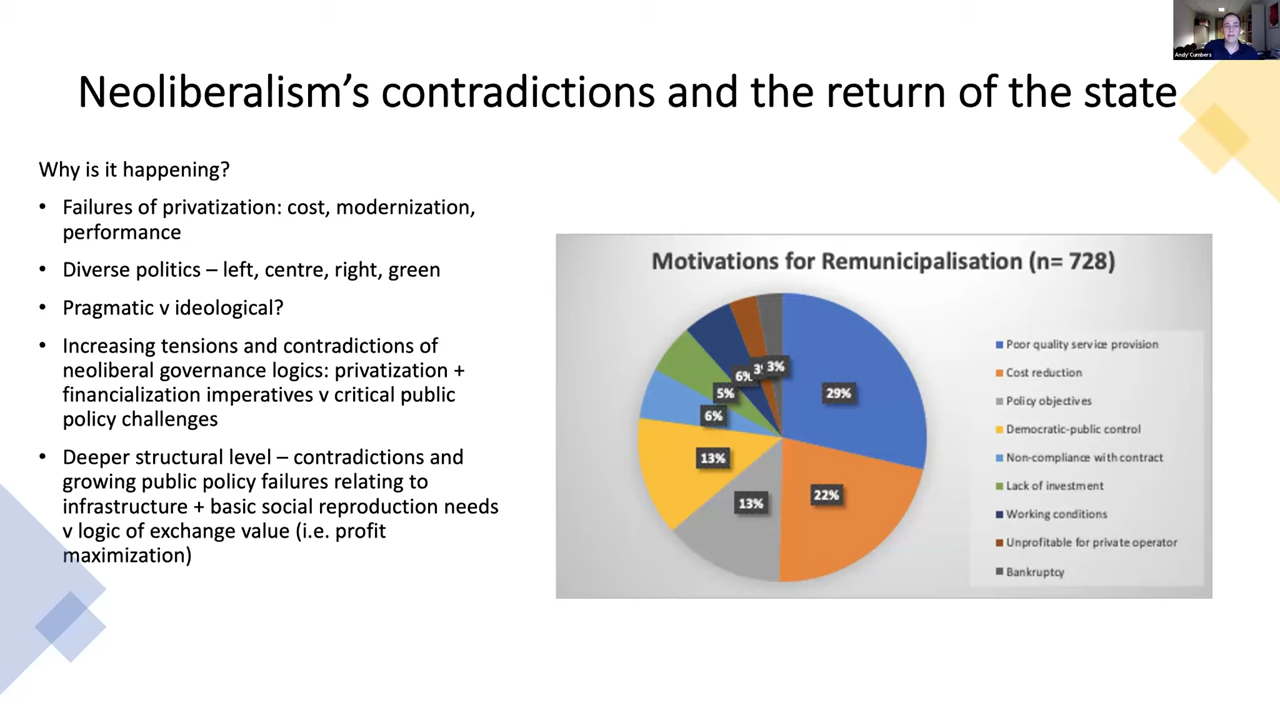 Andy Cumbers
Neoliberalism’s contradictions and the return of the state
Why is it happening?
• Failures of privatization: cost, modernization,
performance
• Diverse politics – left, centre, right, green
• Pragmatic v ideological?
• Increasing tensions and contradictions of
neoliberal governance logics: privatization +
financialization imperatives v critical public
policy challenges
• Deeper structural level – contradictions and
growing public policy failures relating to
infrastructure + basic social reproduction needs
v logic of exchange value (i.e. profit
maximization)
Motivations for Remunicipalisation (n= 728)
29%
22%
13%
13%
6%
5%
6%
3%
Poor quality service provision
Cost reduction
Policy objectives
Democratic-public control
Non-compliance with contract
Lack of investment
Working conditions
Unprofitable for private operator
Bankruptcy